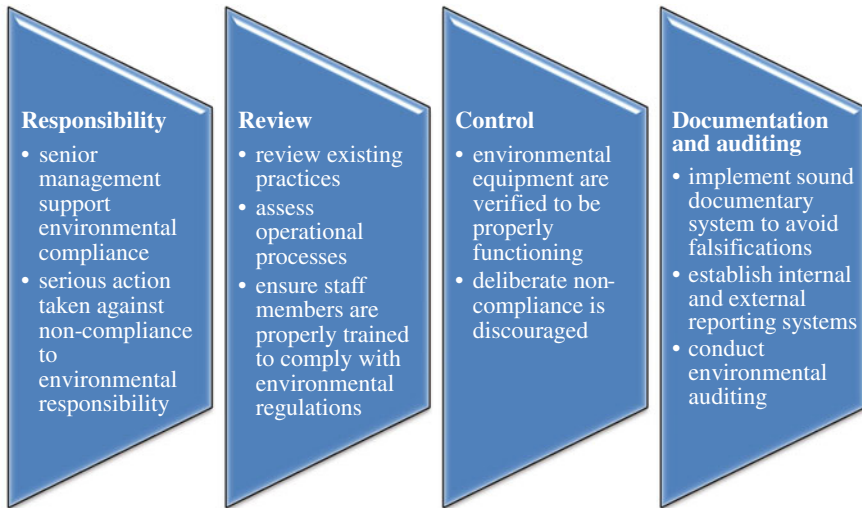 Responsibility
• senior
management
support
environmental
compliance
• serious action
taken against
non-compliance
to
environmental
responsibility
Review
• review existing
practices
• assess
operational
processes
• ensure staff
members are
properly trained
to comply with
environmental
regulations
Control
• environmental
equipment are
verified to be
properly
functioning
• deliberate non-
compliance is
discouraged
Documentation
and auditing
• implement sound
documentary
system to avoid
falsifications
• establish internal
and external
reporting systems
• conduct
environmental
auditing